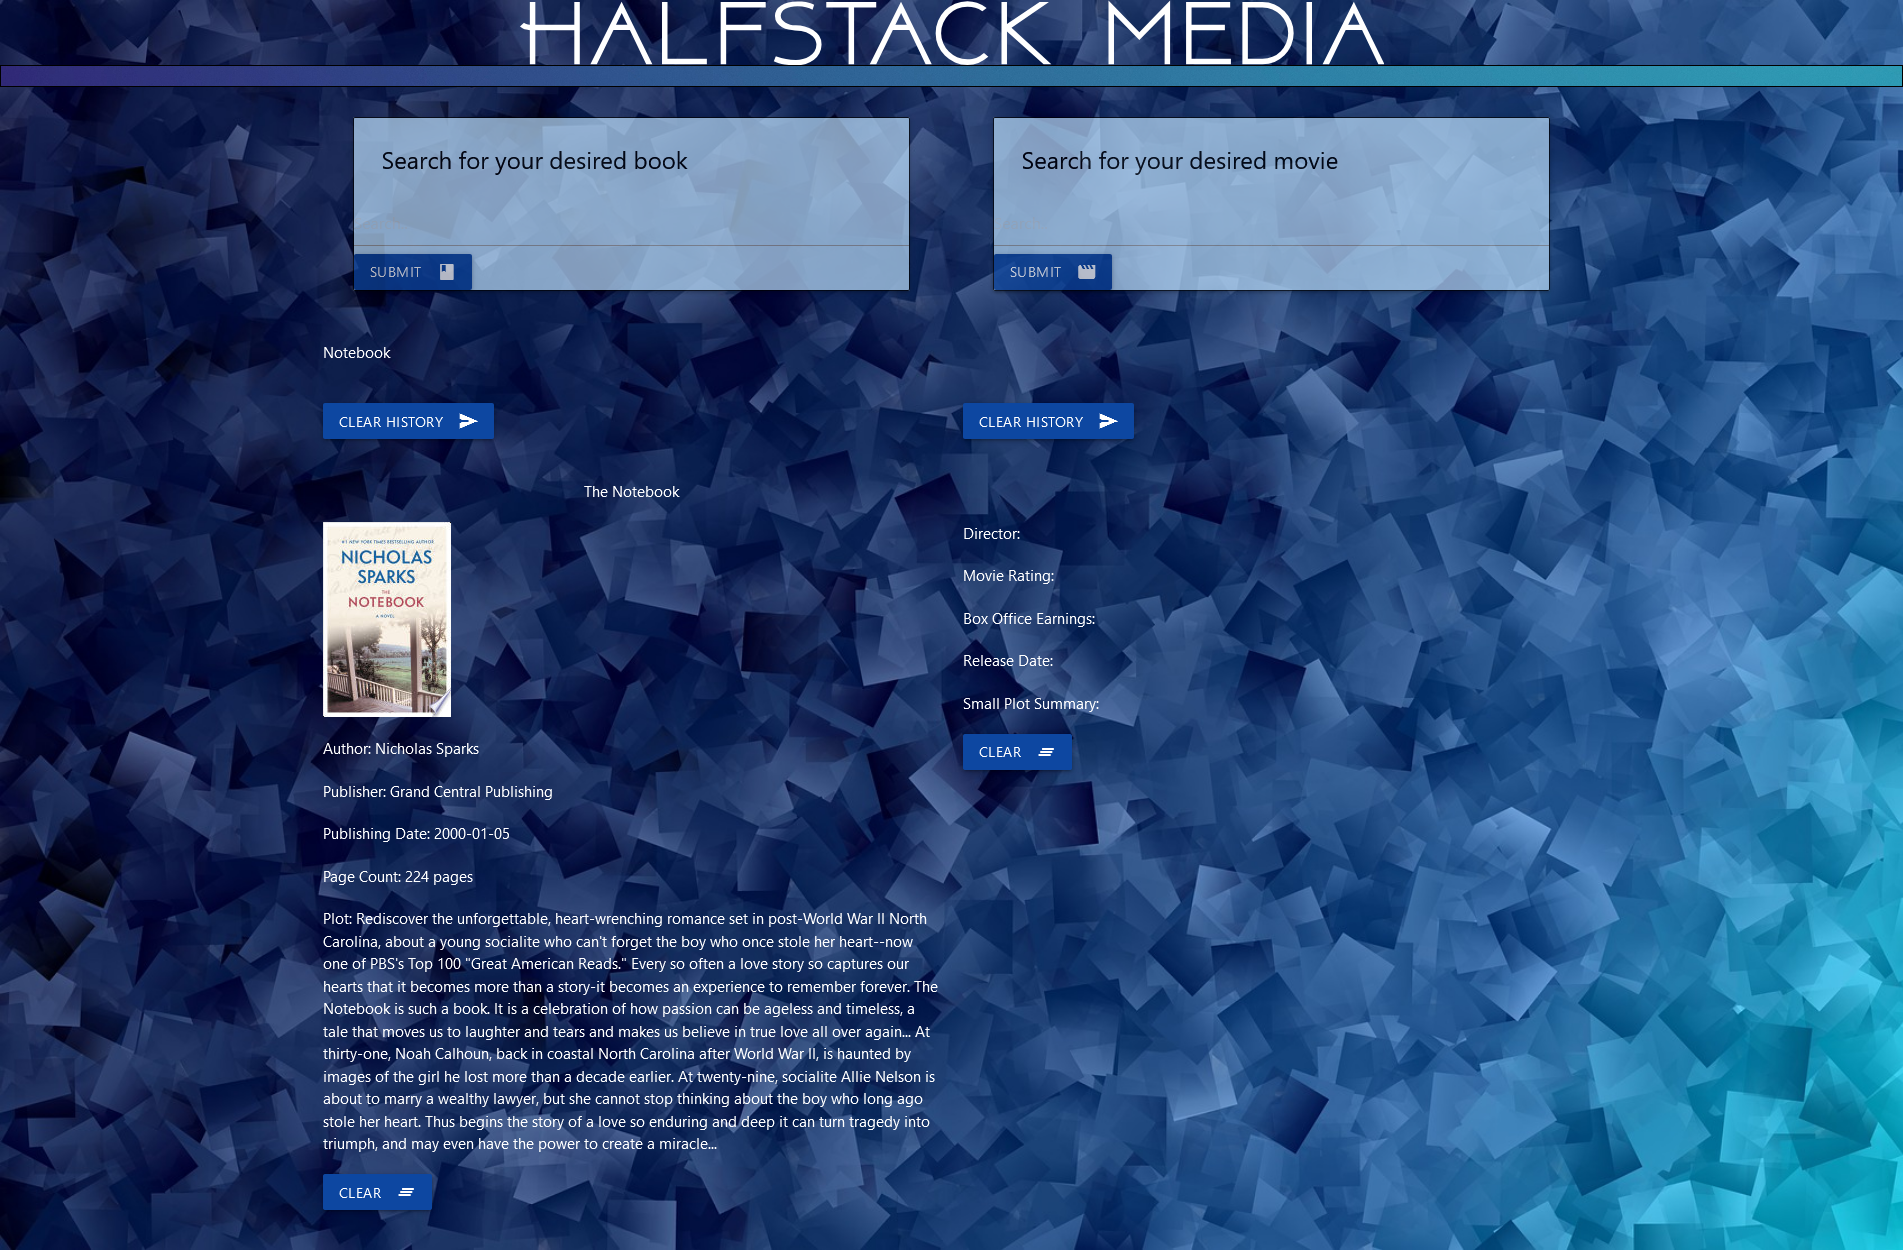 HALFSTACK MEDIA
Search for your desired book
SUBMIT
Search for your desired movie
SUBMIT
Notebook
CLEAR HISTORY
CLEAR HISTORY
The Notebook
#1 NEW YORK TIMES BESTSELLING AUTHOR
NICHOLAS
SPARKS
THE
NOTEBOOK
A NOVEL
Author: Nicholas Sparks
Publisher: Grand Central Publishing
Publishing Date: 2000-01-05
Page Count: 224 pages
Plot: Rediscover the unforgettable, heart-wrenching romance set in post-World War II North
Carolina, about a young socialite who can't forget the boy who once stole her heart--now
one of PBS's Top 100 "Great American Reads." Every so often a love story so captures our
hearts that it becomes more than a story-it becomes an experience to remember forever. The
Notebook is such a book. It is a celebration of how passion can be ageless and timeless, a
tale that moves us to laughter and tears and makes us believe in true love all over again... At
thirty-one, Noah Calhoun, back in coastal North Carolina after World War II, is haunted by
images of the girl he lost more than a decade earlier. At twenty-nine, socialite Allie Nelson is
about to marry a wealthy lawyer, but she cannot stop thinking about the boy who long ago
stole her heart. Thus begins the story of a love so enduring and deep it can turn tragedy into
triumph, and may even have the power to create a miracle...
CLEAR
Director:
Movie Rating:
Box Office Earnings:
Release Date:
Small Plot Summary:
CLEAR